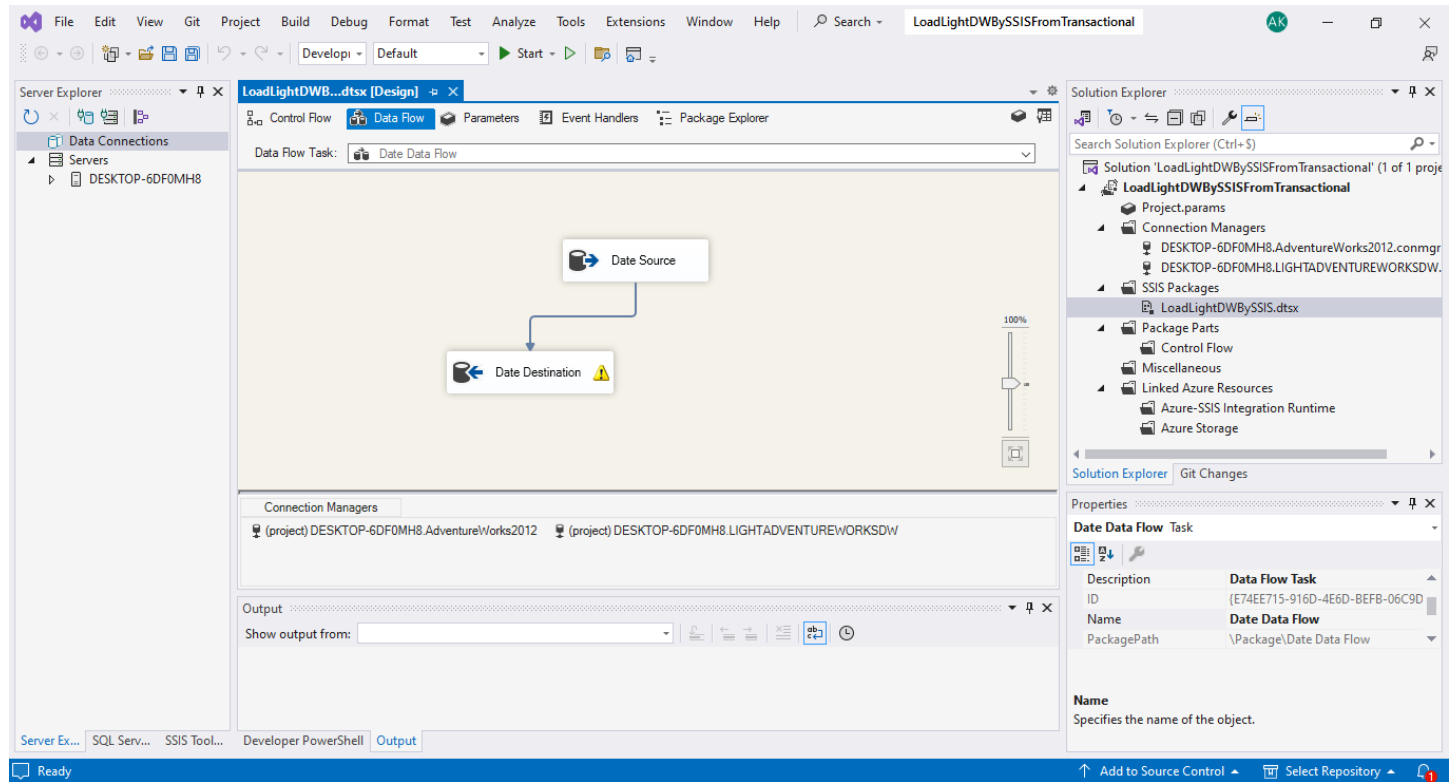 File Edit View Git Project Build Debug Format Test Analyze Tools Extensions Window Help Search LoadLightDWBySSISFromTransactional AK
Developı Default Start
Server Explorer
Data Connections
Servers
DESKTOP-6DF0MH8
LoadLightDWB...dtsx [Design]
Control Flow Data Flow Parameters Event Handlers Package Explorer
Data Flow Task: Date Data Flow
Date Source
Date Destination
100%
Connection Managers
(project) DESKTOP-6DF0MH8.AdventureWorks2012 (project) DESKTOP-6DF0MH8.LIGHTADVENTUREWORKSDW
Output
Show output from:
Server Ex... SQL Serv... SSIS Tool... Developer PowerShell Output
Solution Explorer
Search Solution Explorer (Ctrl+$)
Solution 'LoadLightDWBySSISFromTransactional' (1 of 1 proje
LoadLightDWBySSISFromTransactional
Project.params
Connection Managers
DESKTOP-6DF0MH8.AdventureWorks2012.conmgr
DESKTOP-6DF0MH8.LIGHTADVENTUREWORKSDW.
SSIS Packages
LoadLightDWBySSIS.dtsx
Package Parts
Control Flow
Miscellaneous
Linked Azure Resources
Azure-SSIS Integration Runtime
Azure Storage
Solution Explorer Git Changes
Properties
Date Data Flow Task
Description Data Flow Task
ID {E74EE715-916D-4E6D-BEFB-06C9D
Name Date Data Flow
PackagePath \Package\Date Data Flow
Name
Specifies the name of the object.
Ready Add to Source Control Select Repository 1